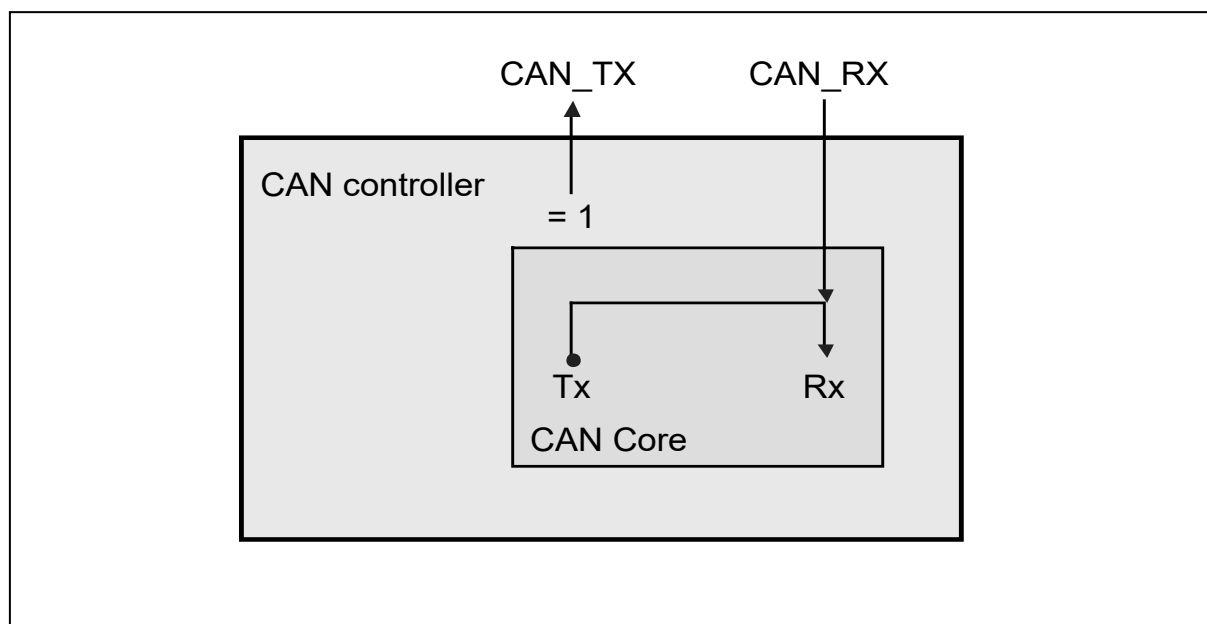 CAN_TX CAN_RX
CAN controller
= 1
Tx Rx
CAN Core